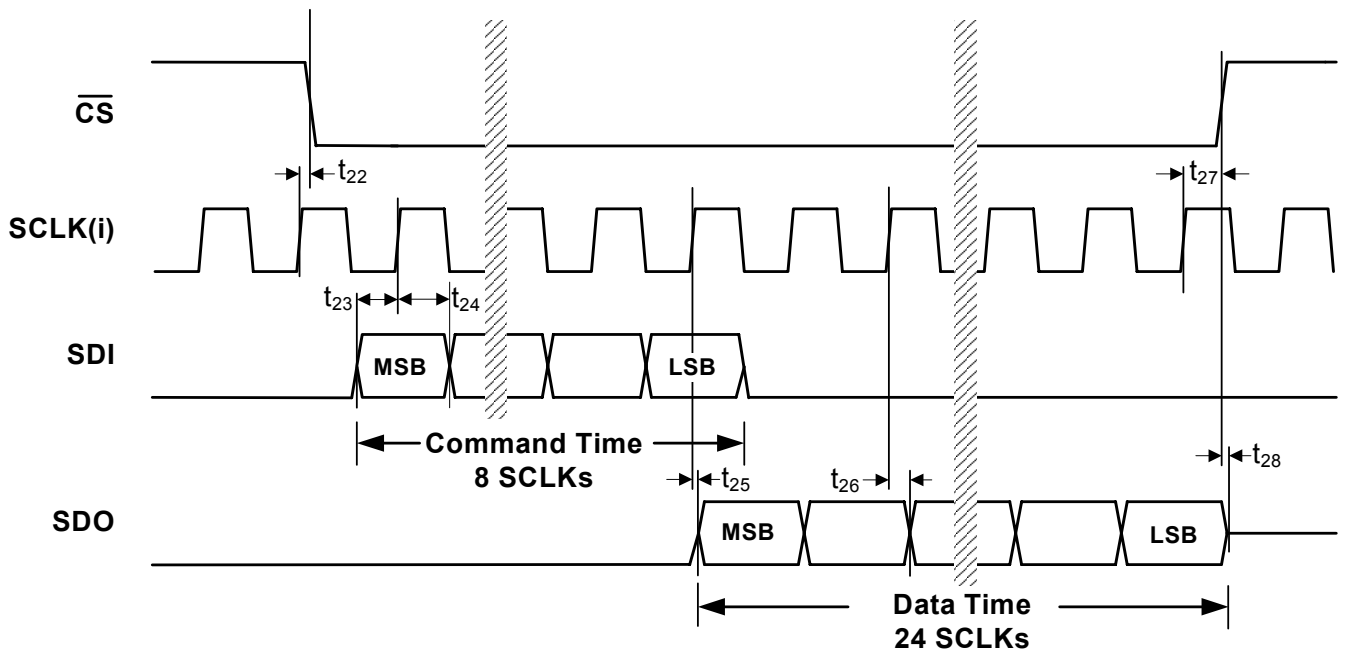 CS
t22
t27
SCLK(i)
t23
t24
SDI
MSB
LSB
Command Time
8 SCLKs
t25
t26
t28
SDO
MSB
LSB
Data Time
24 SCLKs